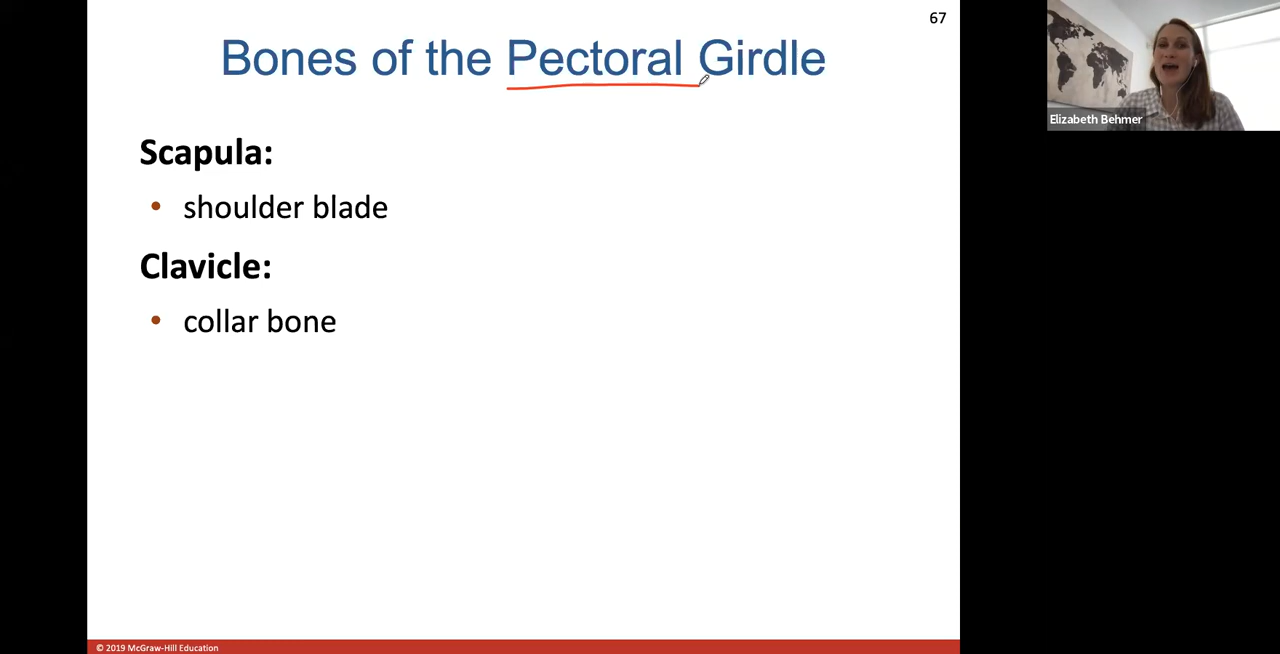 67
Bones of the Pectoral Girdle
Scapula:
• shoulder blade
Clavicle:
• collar bone
© 2019 McGraw-Hill Education
Elizabeth Behmer